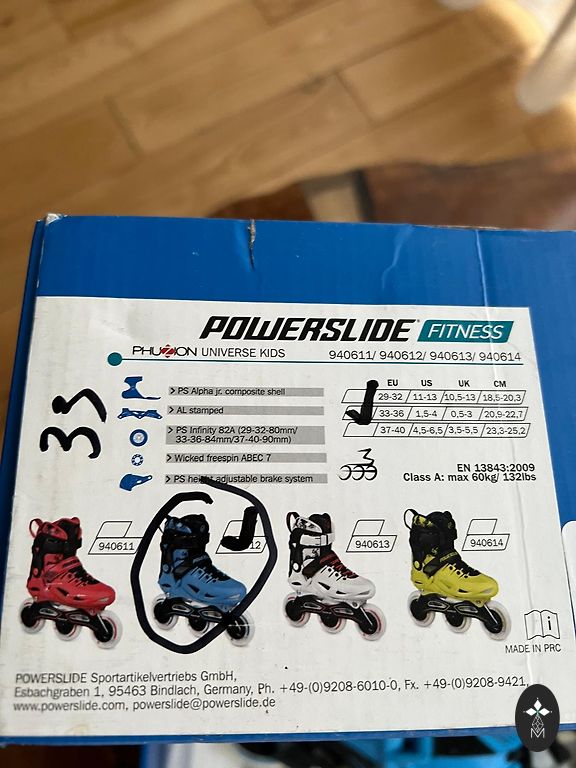 POWERSLIDE FITNESS
PHUZION UNIVERSE KIDS 940611/ 940612/ 940613/ 940614
35
> PS Alpha jr. composite shell
> AL stamped
> PS Infinity 82A (29-32-80mm/
33-36-84mm/37-40-90mm)
> Wicked freespin ABEC 7
> PS height adjustable brake system
EU US UK CM
29-32 11-13 10,5-13 18,5-20,3
33-36 1,5-4 0,5-3 20,9-22,7
37-40 4,5-6,5 3,5-5,5 23,3-25,2
3
EN 13843:2009
Class A: max 60kg/ 132lbs
940611
12
940613
940614
i
MADE IN PRC
POWERSLIDE Sportartikelvertriebs GmbH,
Esbachgraben 1, 95463 Bindlach, Germany, Ph. +49-(0)9208-6010-0, Fx. +49-(0)9208-9421,
www.powerslide.com, powerslide@powerslide.de
M